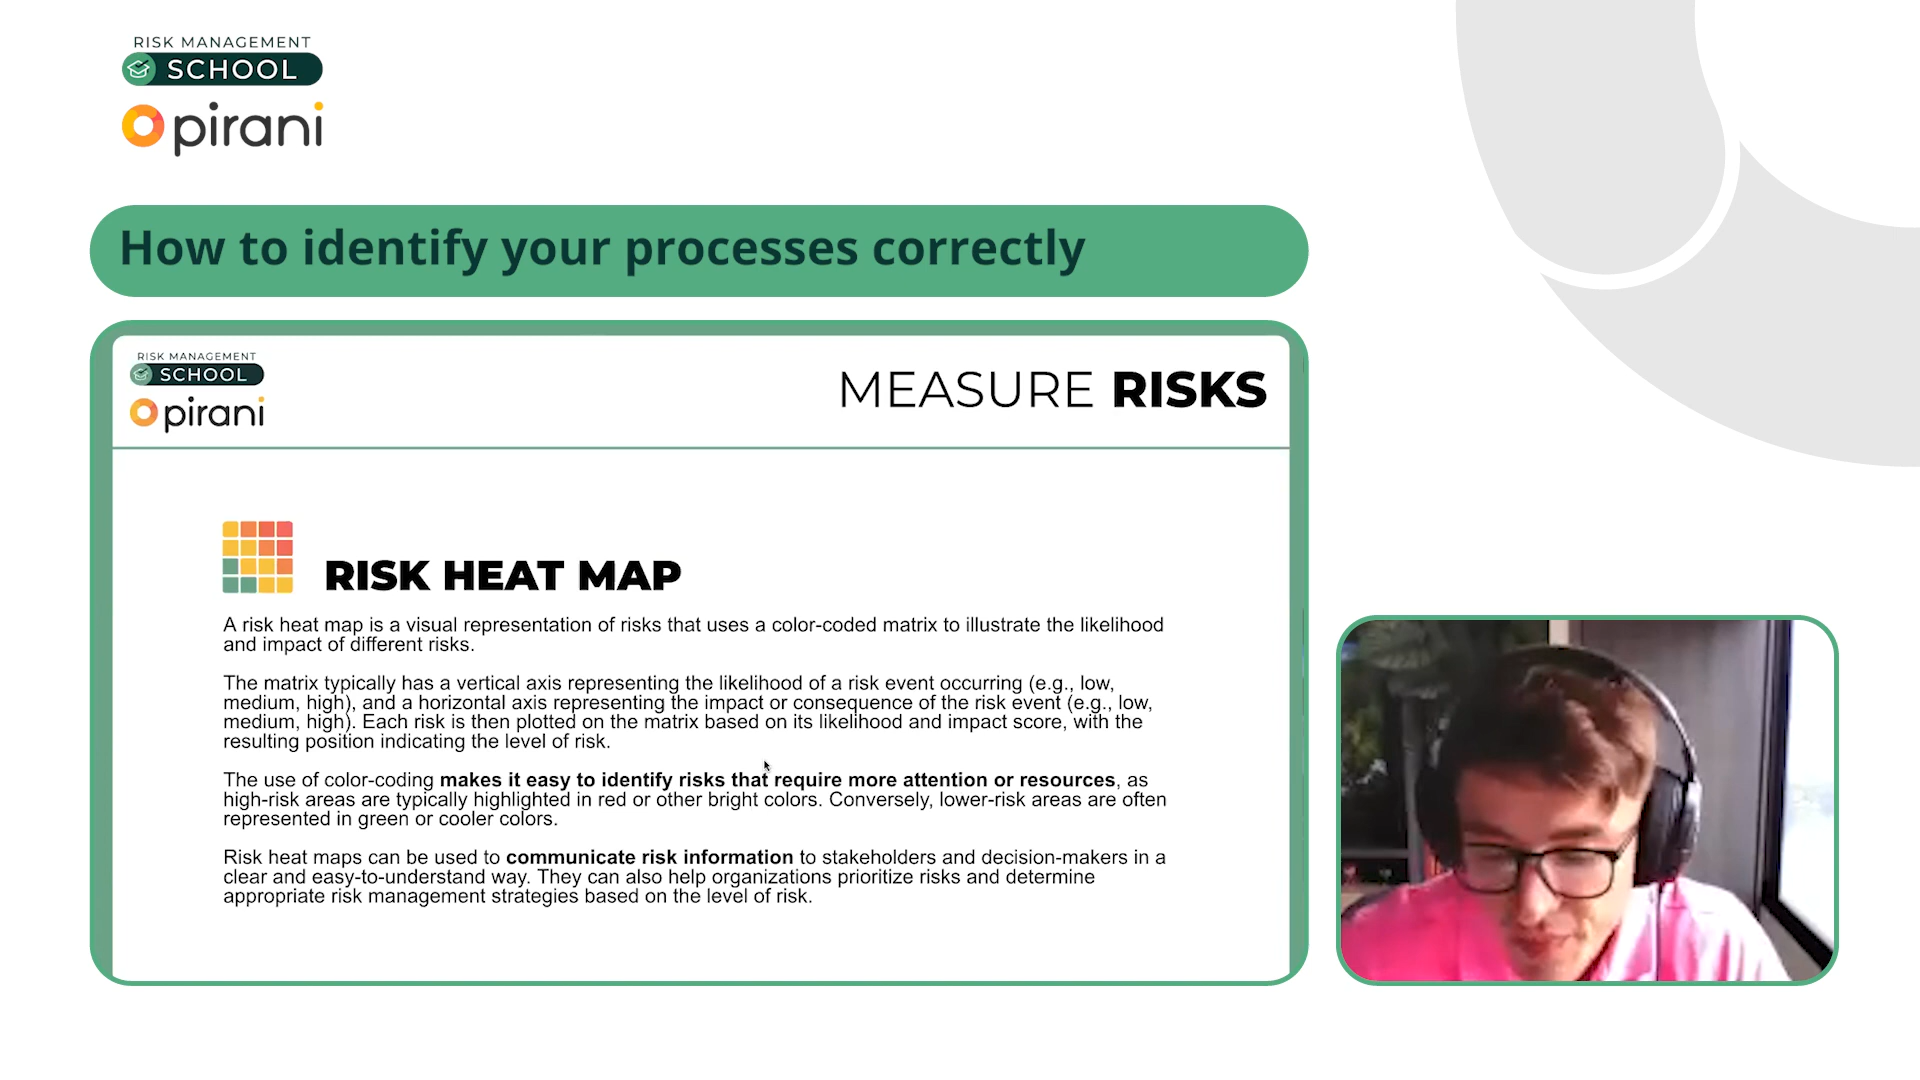 RISK MANAGEMENT
SCHOOL
pirani
How to identify your processes correctly
RISK MANAGEMENT
SCHOOL
pirani
MEASURE RISKS
RISK HEAT MAP
A risk heat map is a visual representation of risks that uses a color-coded matrix to illustrate the likelihood
and impact of different risks.
The matrix typically has a vertical axis representing the likelihood of a risk event occurring (e.g., low,
medium, high), and a horizontal axis representing the impact or consequence of the risk event (e.g., low,
medium, high). Each risk is then plotted on the matrix based on its likelihood and impact score, with the
resulting position indicating the level of risk.
The use of color-coding makes it easy to identify risks that require more attention or resources, as
high-risk areas are typically highlighted in red or other bright colors. Conversely, lower-risk areas are often
represented in green or cooler colors.
Risk heat maps can be used to communicate risk information to stakeholders and decision-makers in a
clear and easy-to-understand way. They can also help organizations prioritize risks and determine
appropriate risk management strategies based on the level of risk.